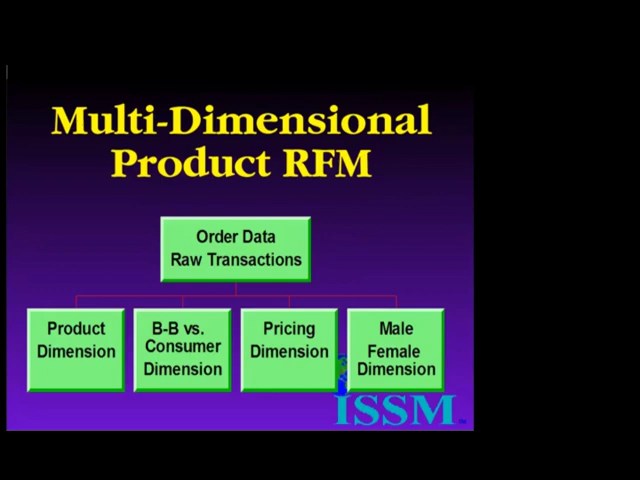 Multi-Dimensional
Product RFM
Order Data
Raw Transactions
Product
Dimension
B-B vs.
Consumer
Dimension
Pricing
Dimension
Male
Female
Dimension
ISSM